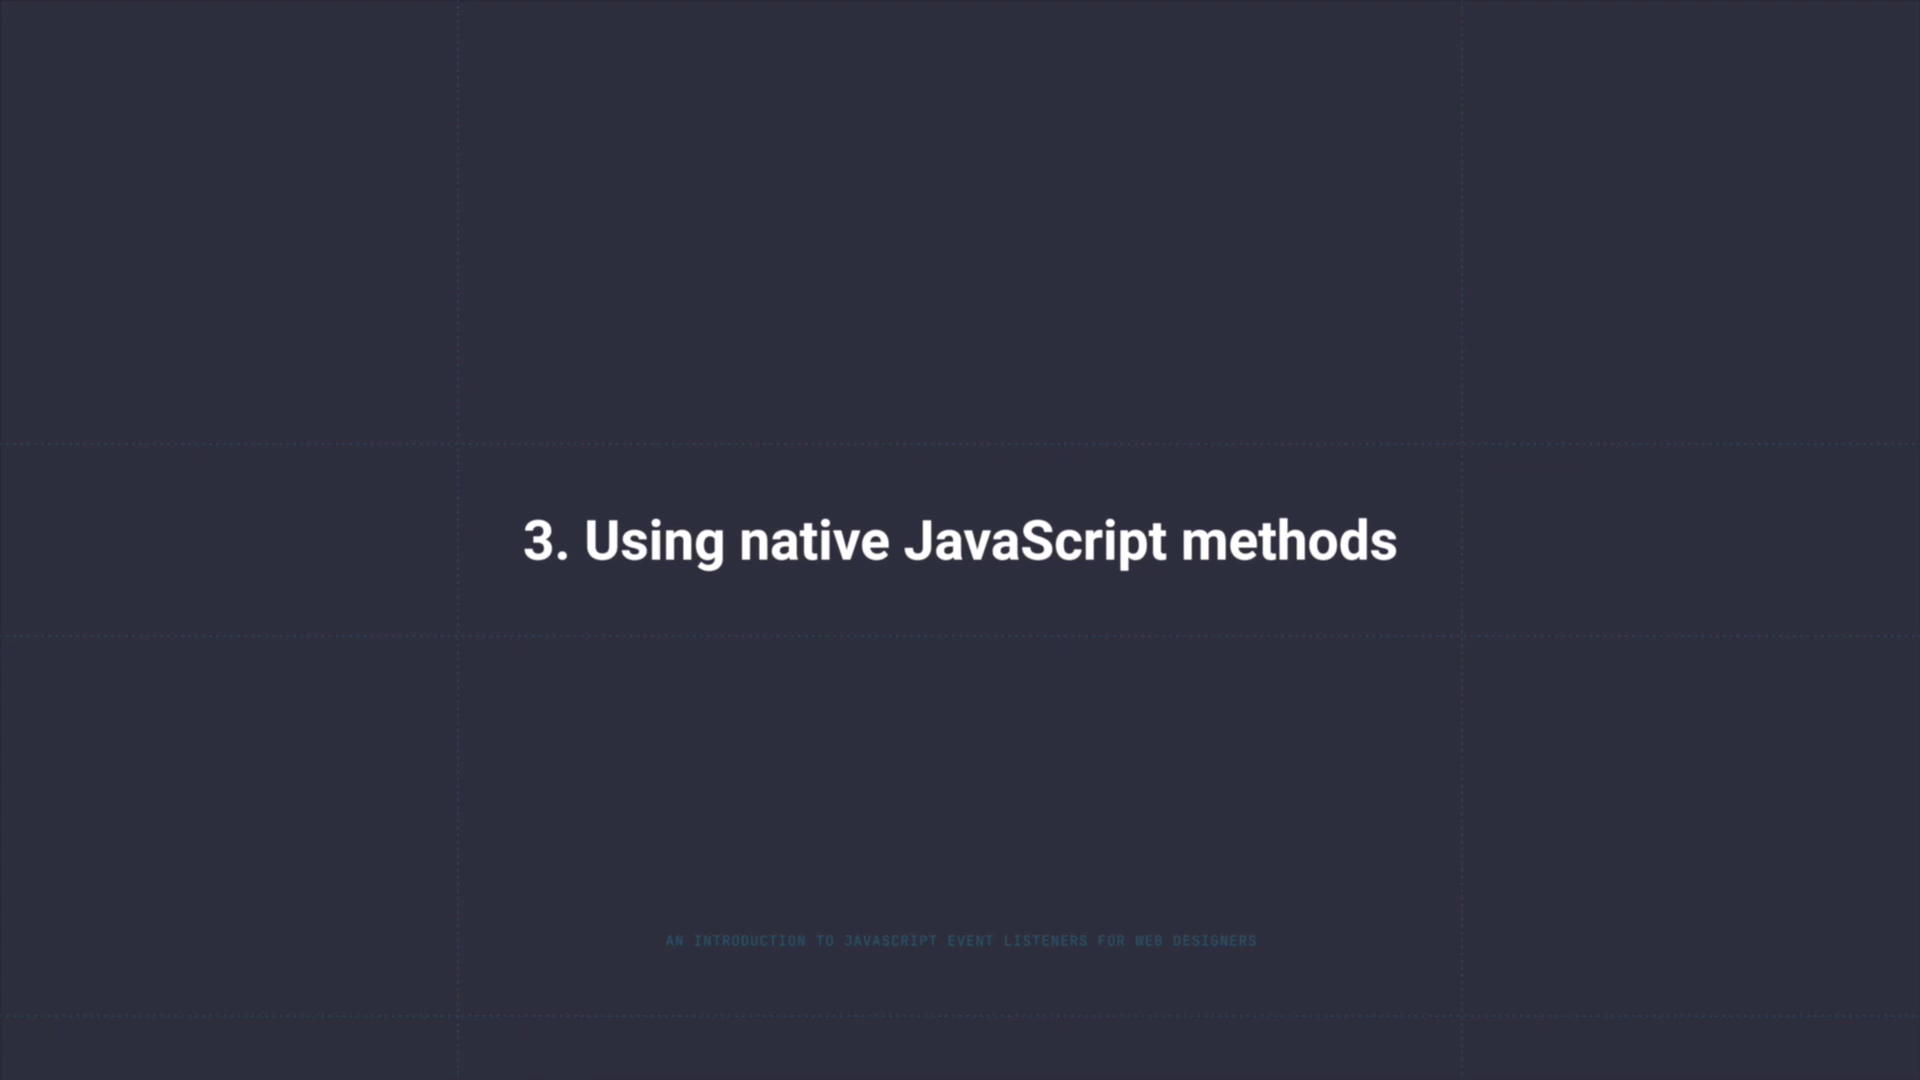 3. Using native JavaScript methods
AN INTRODUCTION TO JAVASCRIPT EVENT LISTENERS FOR WEB DESIGNERS